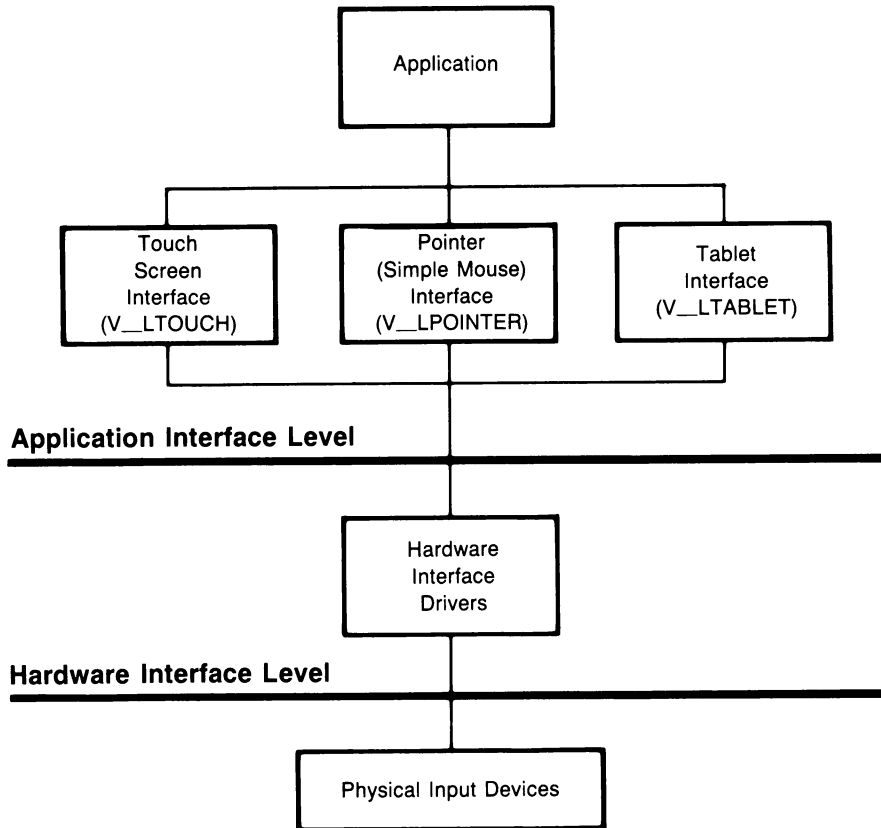 Application
Touch
Screen
Interface
(V__LTOUCH)
Pointer
(Simple Mouse)
Interface
(V__LPOINTER)
Tablet
Interface
(V__LTABLET)
Application Interface Level
Hardware
Interface
Drivers
Hardware Interface Level
Physical Input Devices